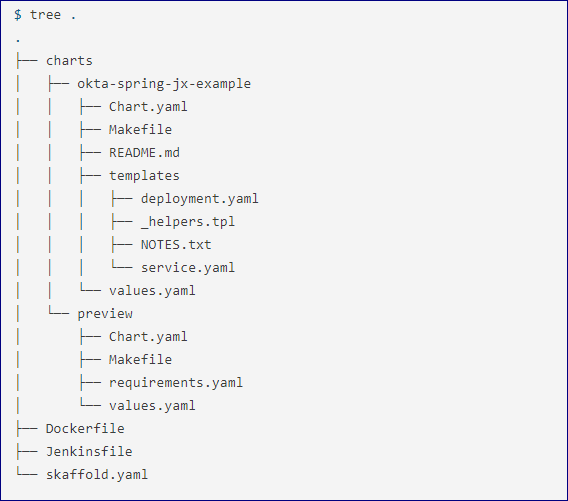 $ tree .
.
├── charts
│   ├── okta-spring-jx-example
│   │   ├── Chart.yaml
│   │   ├── Makefile
│   │   ├── README.md
│   │   ├── templates
│   │   │   ├── deployment.yaml
│   │   │   ├── _helpers.tpl
│   │   │   ├── NOTES.txt
│   │   │   └── service.yaml
│   │   └── values.yaml
│   └── preview
│       ├── Chart.yaml
│       ├── Makefile
│       ├── requirements.yaml
│       └── values.yaml
├── Dockerfile
├── Jenkinsfile
└── skaffold.yaml